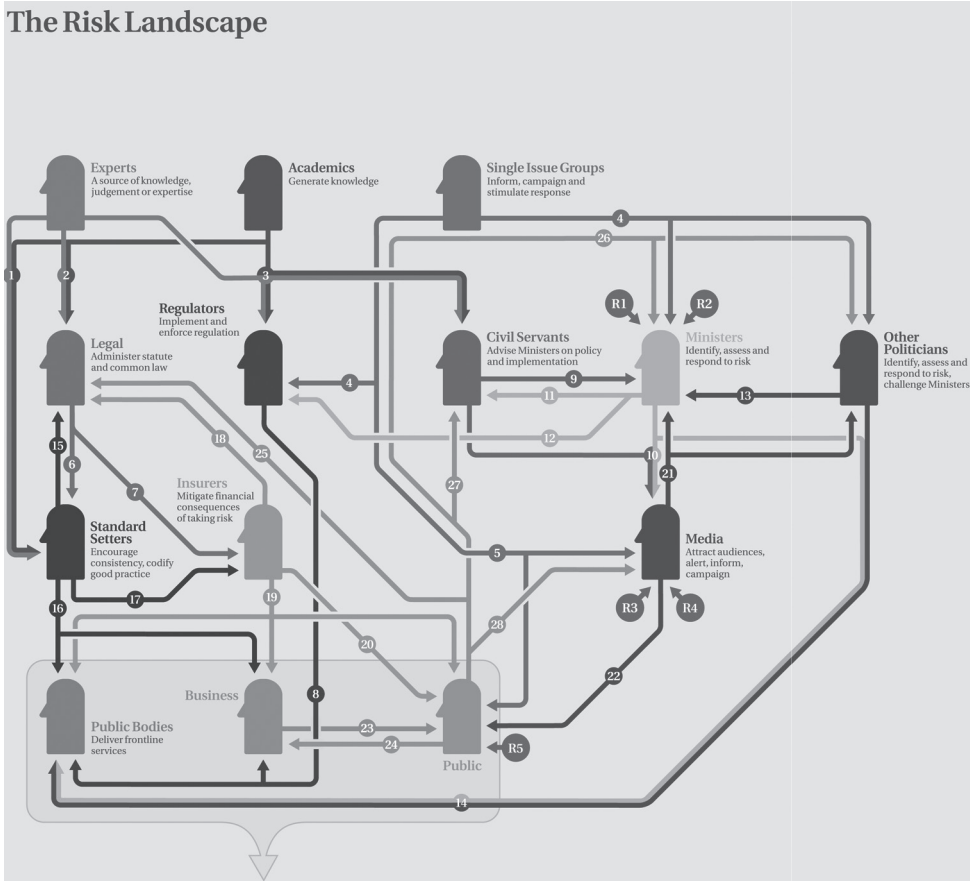 The Risk Landscape
Experts
A source of knowledge,
judgement or expertise
Academics
Generate knowledge
Single Issue Groups
Inform, campaign and
stimulate response
4
26
1
2
3
R1
R2
Regulators
Implement and
enforce regulation
Legal
Administer statute
and common law
Civil Servants
Advise Ministers on policy
and implementation
Ministers
Identify, assess and
respond to risk
Other
Politicians
Identify, assess and
respond to risk,
challenge Ministers
4
9
11
13
12
18
25
15
6
10
21
7
27
Insurers
Mitigate financial
consequences
of taking risk
Standard
Setters
Encourage
consistency, codify
good practice
Media
Attract audiences,
alert, inform,
campaign
5
17
16
19
R3
R4
28
20
22
8
Business
Public Bodies
Deliver frontline
services
23
24
R5
Public
14